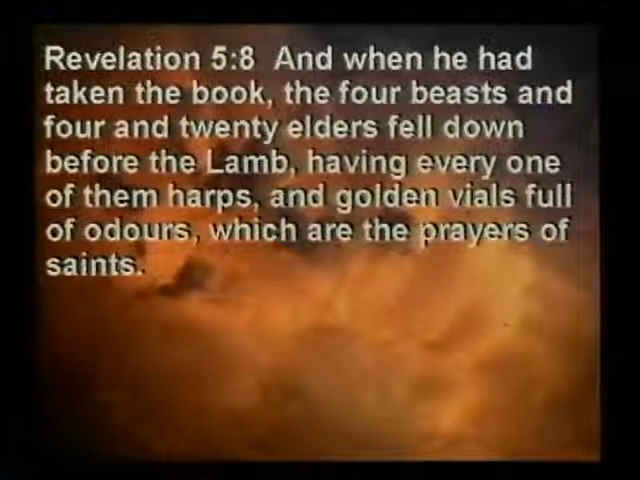 Revelation 5:8  And when he had
taken the book, the four beasts and
four and twenty elders fell down
before the Lamb, having every one
of them harps, and golden vials full
of odours, which are the prayers of
saints.